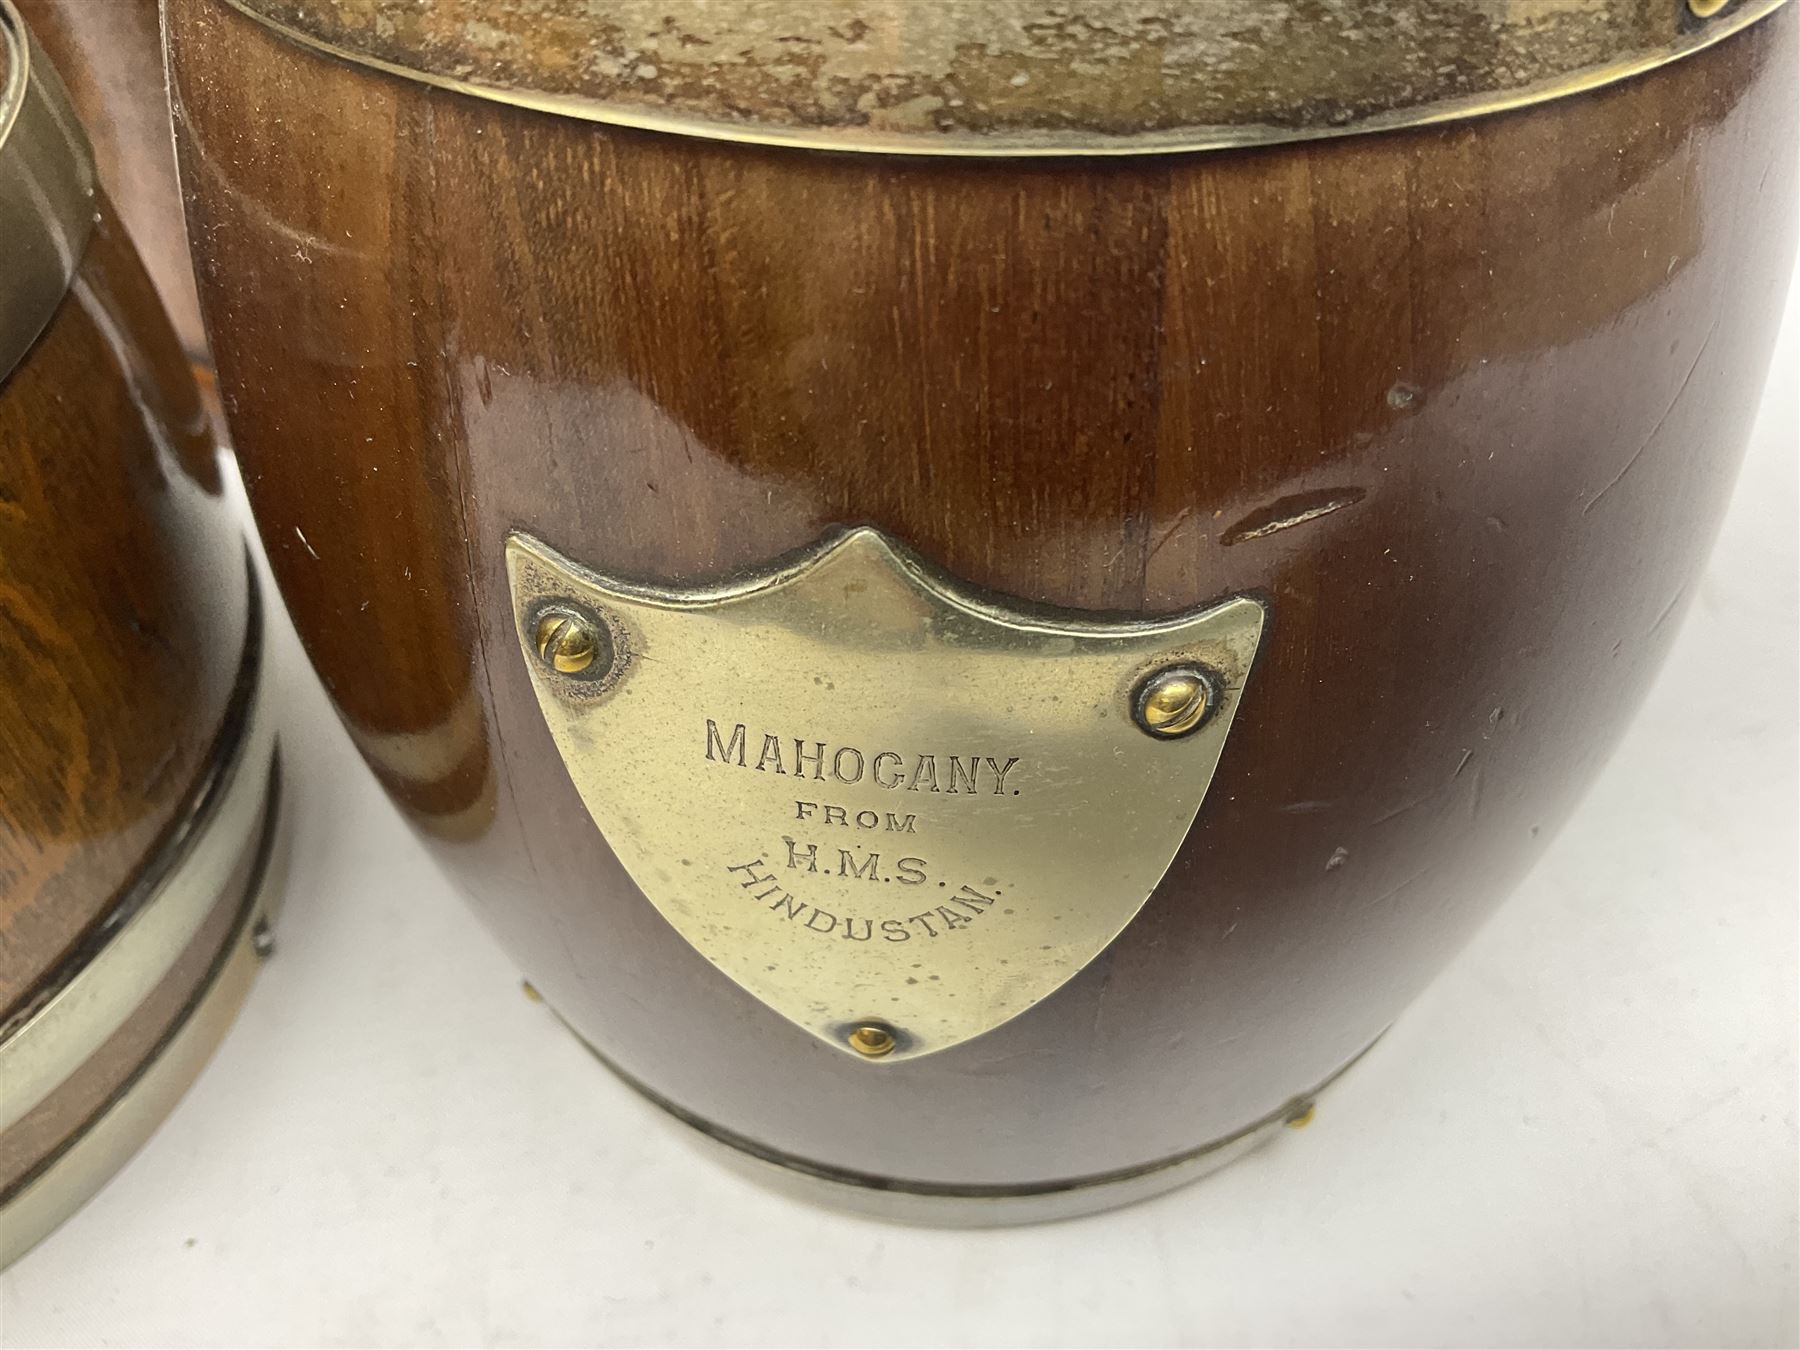 MAHOGANY.
FROM
H.M.S.
HINDUSTAN.